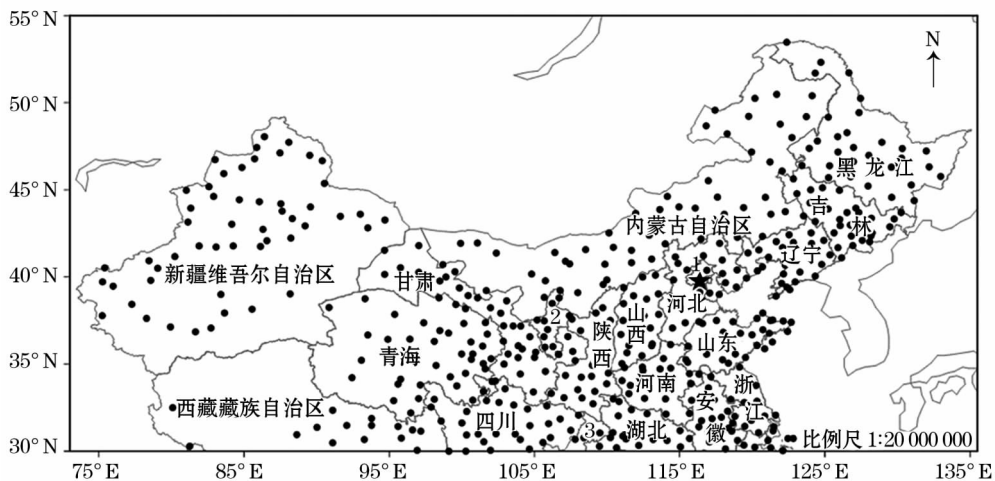 55° N
50° N
45° N
40° N
35° N
30° N
N
黑龙江
吉林
内蒙古自治区
辽宁
1
新疆维吾尔自治区
甘肃
河北
2
山西
陕西
山东
青海
河南
浙江
安徽
西藏藏族自治区
四川
3
湖北
比例尺 1:20 000 000
75° E
85° E
95° E
105° E
115° E
125° E
135° E